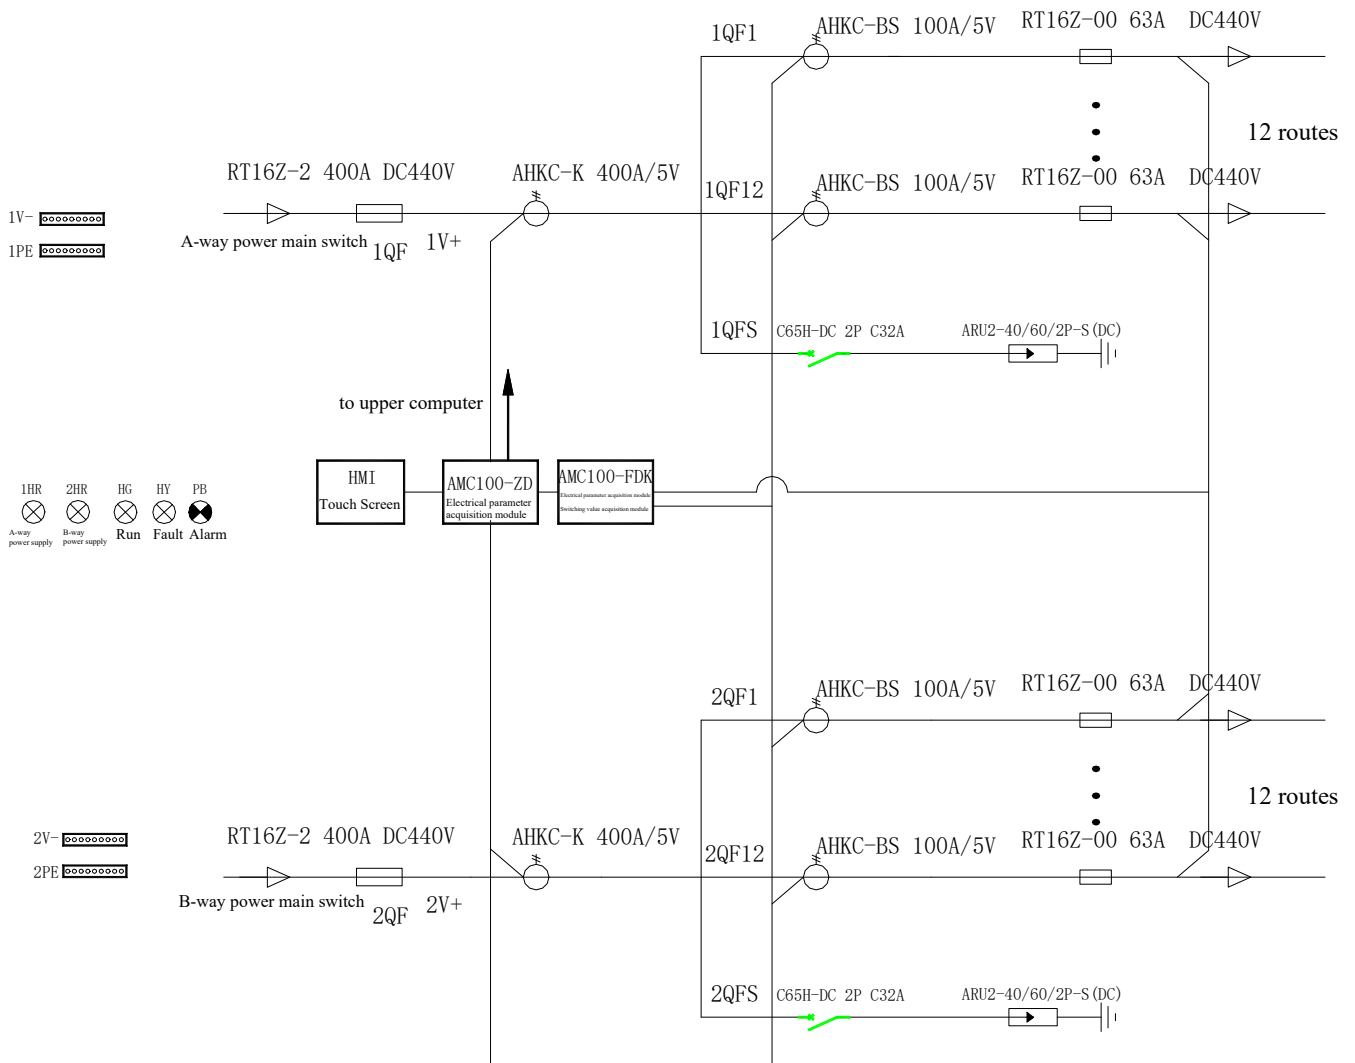 1QF1
AHKC-BS 100A/5V
RT16Z-00 63A
DC440V
12 routes
RT16Z-2 400A DC440V
AHKC-K 400A/5V
1QF12
AHKC-BS 100A/5V
RT16Z-00 63A
DC440V
1V-
1PE
A-way power main switch
1QF
1V+
1QFS
C65H-DC 2P C32A
ARU2-40/60/2P-S(DC)
to upper computer
HMI
Touch Screen
AMC100-ZD
Electrical parameter
acquisition module
AMC100-FDK
Electrical parameter acquisition module
Switching value acquisition module
1HR
2HR
HG
HY
PB
A-way
power supply
B-way
power supply
Run
Fault
Alarm
2QF1
AHKC-BS 100A/5V
RT16Z-00 63A
DC440V
12 routes
RT16Z-2 400A DC440V
AHKC-K 400A/5V
2QF12
AHKC-BS 100A/5V
RT16Z-00 63A
DC440V
2V-
2PE
B-way power main switch
2QF
2V+
2QFS
C65H-DC 2P C32A
ARU2-40/60/2P-S(DC)